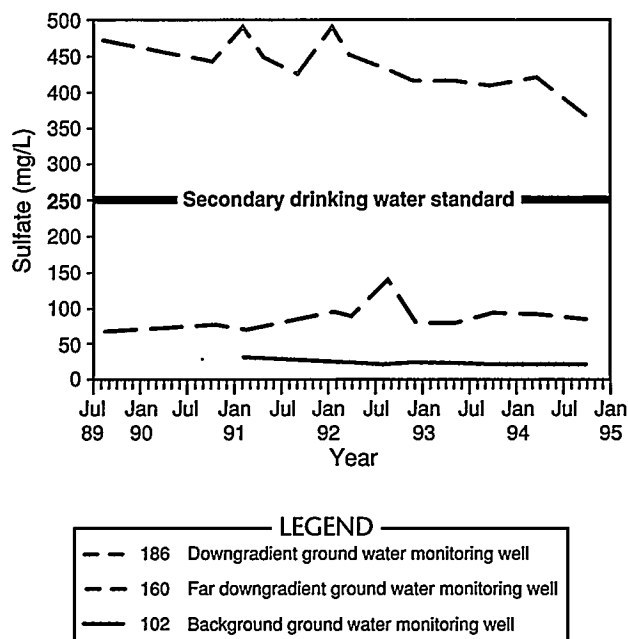 500
450
400
350
300
250
200
150
100
50
0
Sulfate (mg/L)
Secondary drinking water standard
Jul Jan Jul Jan Jul Jan Jul Jan Jul Jan Jul Jan
89 90 91 92 93 94 95
Year
LEGEND
186 Downgradient ground water monitoring well
160 Far downgradient ground water monitoring well
102 Background ground water monitoring well